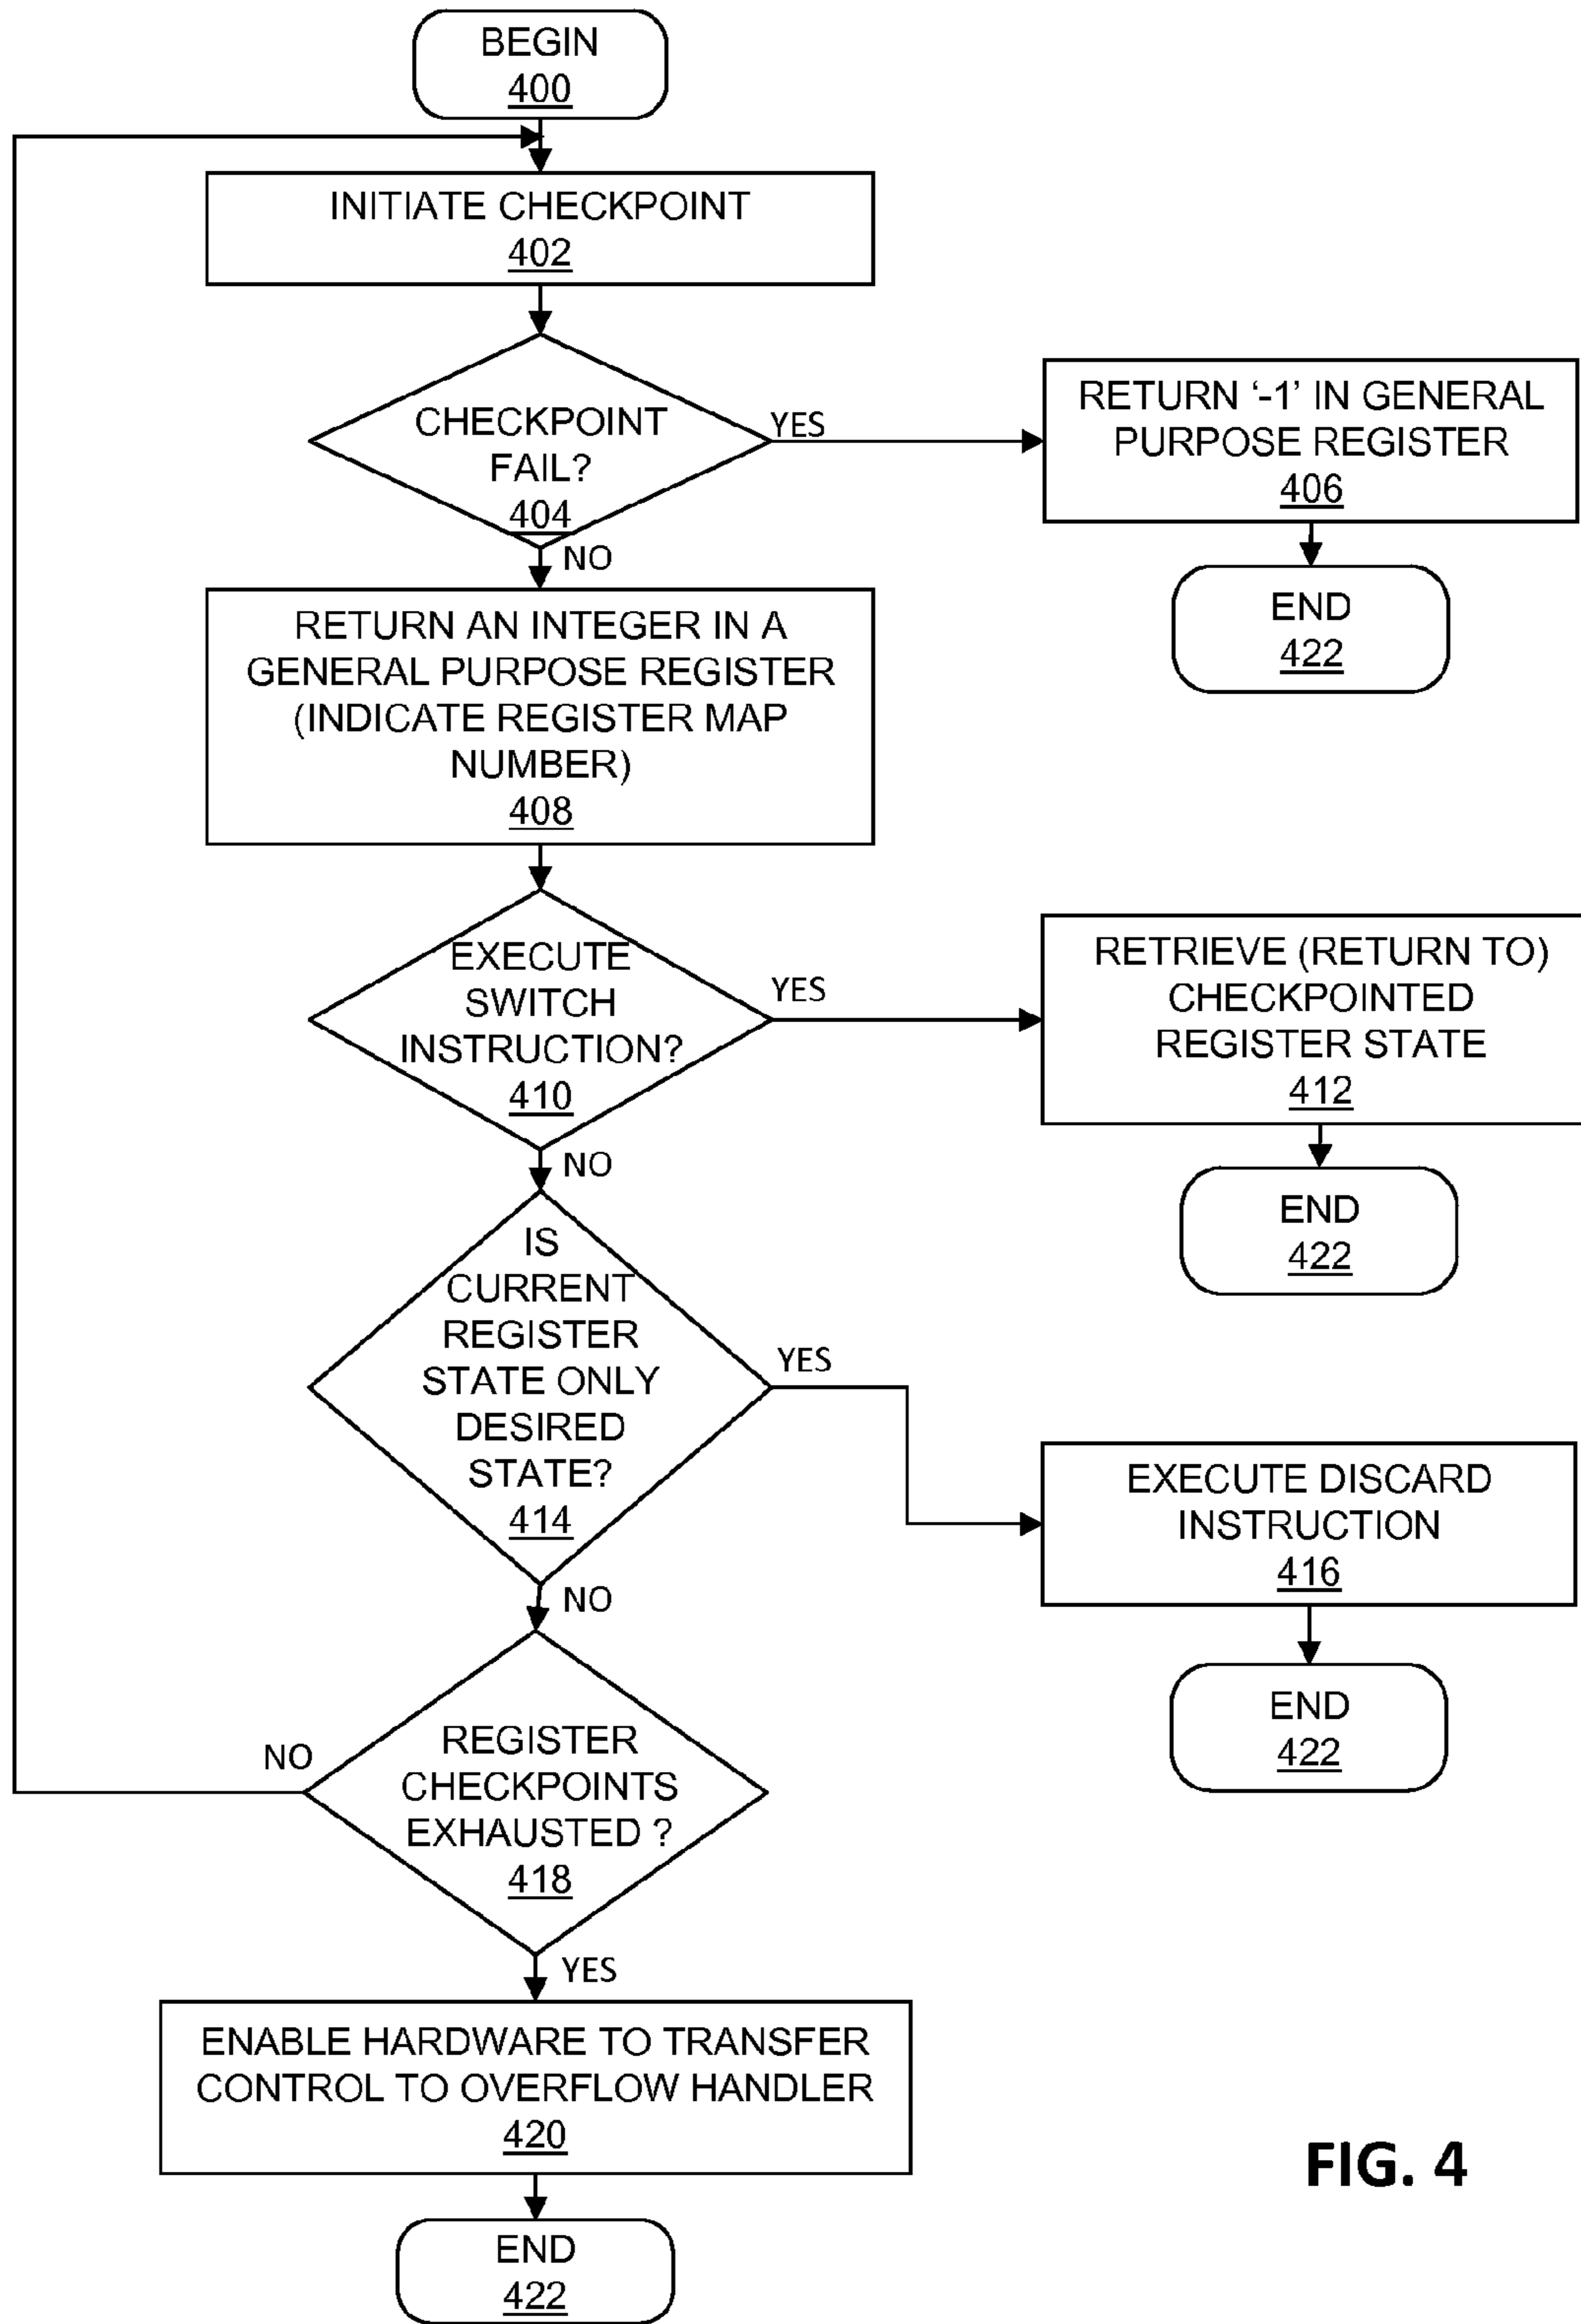 BEGIN
400
INITIATE CHECKPOINT
402
CHECKPOINT
FAIL?
404
YES
RETURN ‘-1’ IN GENERAL
PURPOSE REGISTER
406
END
422
NO
RETURN AN INTEGER IN A
GENERAL PURPOSE REGISTER
(INDICATE REGISTER MAP
NUMBER)
408
EXECUTE
SWITCH
INSTRUCTION?
410
YES
RETRIEVE (RETURN TO)
CHECKPOINTED
REGISTER STATE
412
END
422
NO
IS
CURRENT
REGISTER
STATE ONLY
DESIRED
STATE?
414
YES
EXECUTE DISCARD
INSTRUCTION
416
END
422
NO
REGISTER
CHECKPOINTS
EXHAUSTED ?
418
NO
YES
ENABLE HARDWARE TO TRANSFER
CONTROL TO OVERFLOW HANDLER
420
END
422
FIG. 4